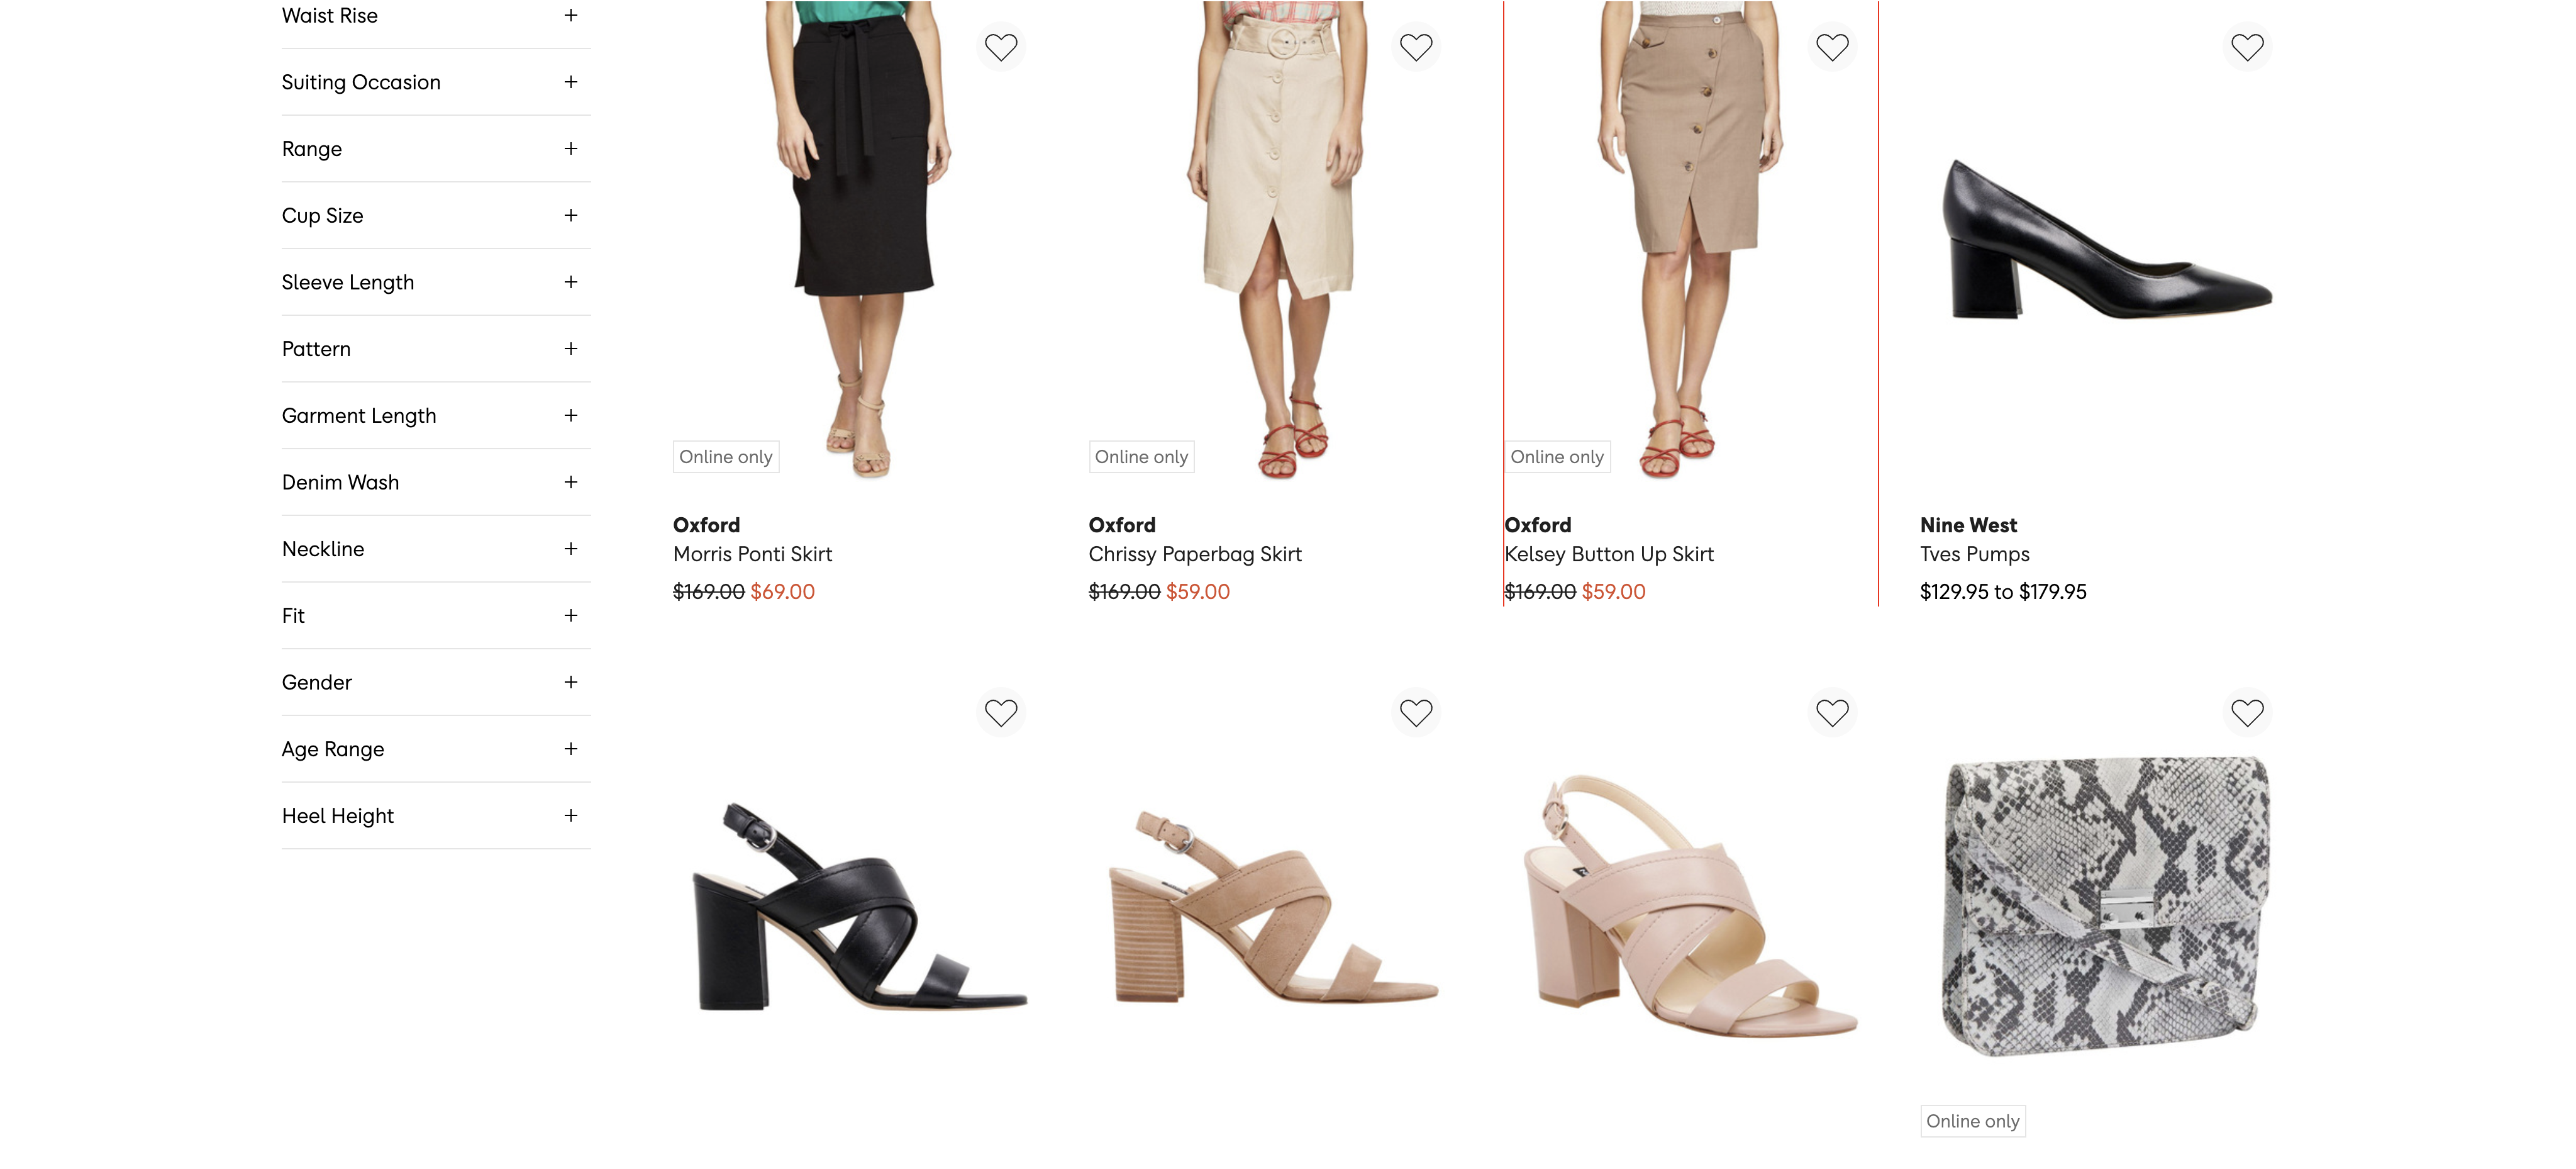 Waist Rise
Suiting Occasion
Range
Cup Size
Sleeve Length
Pattern
Garment Length
Denim Wash
Neckline
Fit
Gender
Age Range
Heel Height
Online only
Oxford
Morris Ponti Skirt
$169.00 $69.00
Online only
Oxford
Chrissy Paperbag Skirt
$169.00 $59.00
Online only
Oxford
Kelsey Button Up Skirt
$169.00 $59.00
Nine West
Tves Pumps
$129.95 to $179.95
Online only